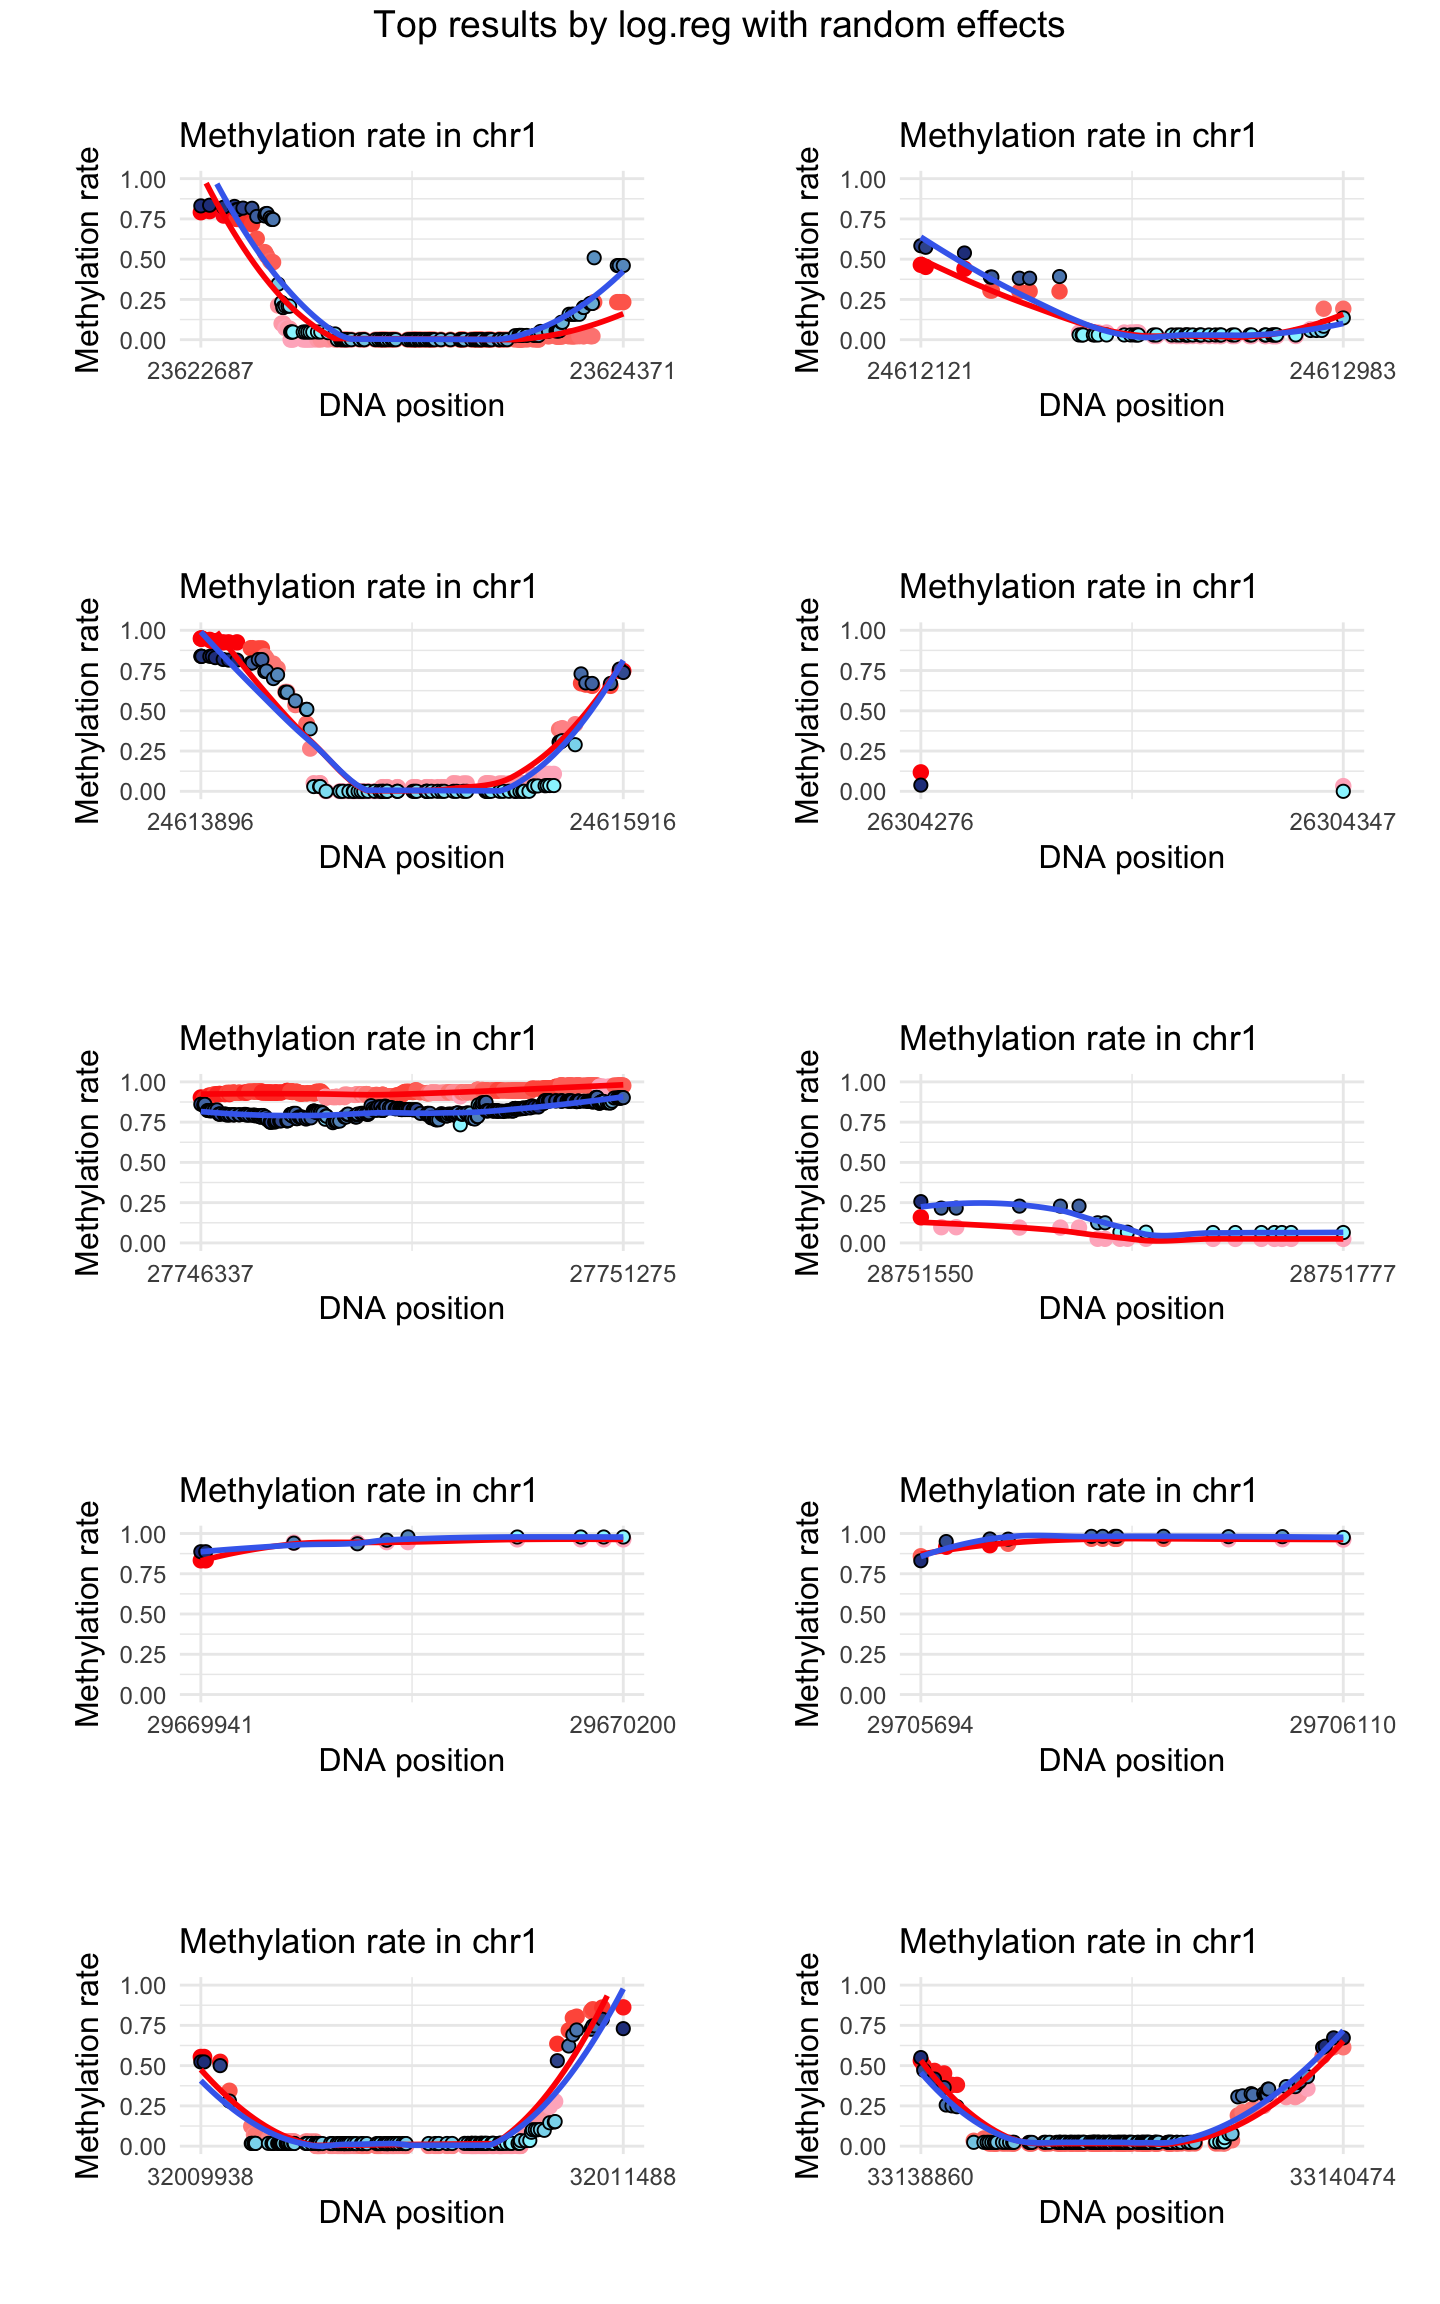 Top results by log.reg with random effects
Methylation rate in chr1
Methylation rate
1.00
0.75
0.50
0.25
0.00
23622687
23624371
DNA position
Methylation rate in chr1
Methylation rate
1.00
0.75
0.50
0.25
0.00
24612121
24612983
DNA position
Methylation rate in chr1
Methylation rate
1.00
0.75
0.50
0.25
0.00
24613896
24615916
DNA position
Methylation rate in chr1
Methylation rate
1.00
0.75
0.50
0.25
0.00
26304276
26304347
DNA position
Methylation rate in chr1
Methylation rate
1.00
0.75
0.50
0.25
0.00
27746337
27751275
DNA position
Methylation rate in chr1
Methylation rate
1.00
0.75
0.50
0.25
0.00
28751550
28751777
DNA position
Methylation rate in chr1
Methylation rate
1.00
0.75
0.50
0.25
0.00
29669941
29670200
DNA position
Methylation rate in chr1
Methylation rate
1.00
0.75
0.50
0.25
0.00
29705694
29706110
DNA position
Methylation rate in chr1
Methylation rate
1.00
0.75
0.50
0.25
0.00
32009938
32011488
DNA position
Methylation rate in chr1
Methylation rate
1.00
0.75
0.50
0.25
0.00
33138860
33140474
DNA position